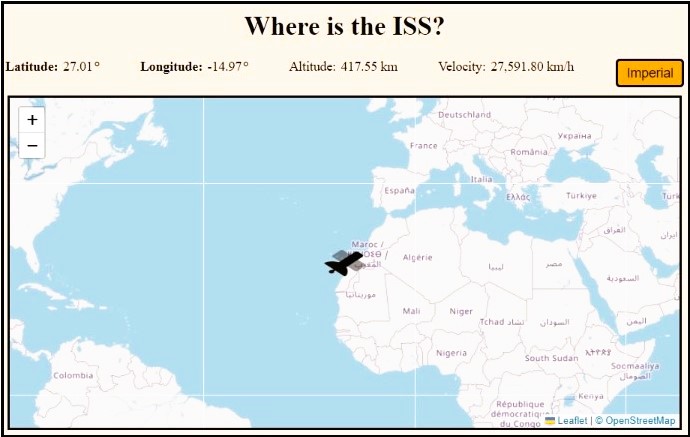 Where is the ISS?
Latitude: 27.01° Longitude: -14.97° Altitude: 417.55 km Velocity: 27,591.80 km/h Imperial
+
−
Deutschland
Україна
France
România
Italia
España
Ελλάς
Türkiye
العراق
ایران
Maroc /
المغرب
Algérie
ليبيا
مصر
السعودية
موريتانيا
Mali
Niger
Tchad تشاد
السودان
اليمن
Nigeria
South Sudan
ኢትዮጵያ
Soomaaliya
الصومال
Colombia
Kenya
République
démocratique
du Congo
Leaflet | © OpenStreetMap